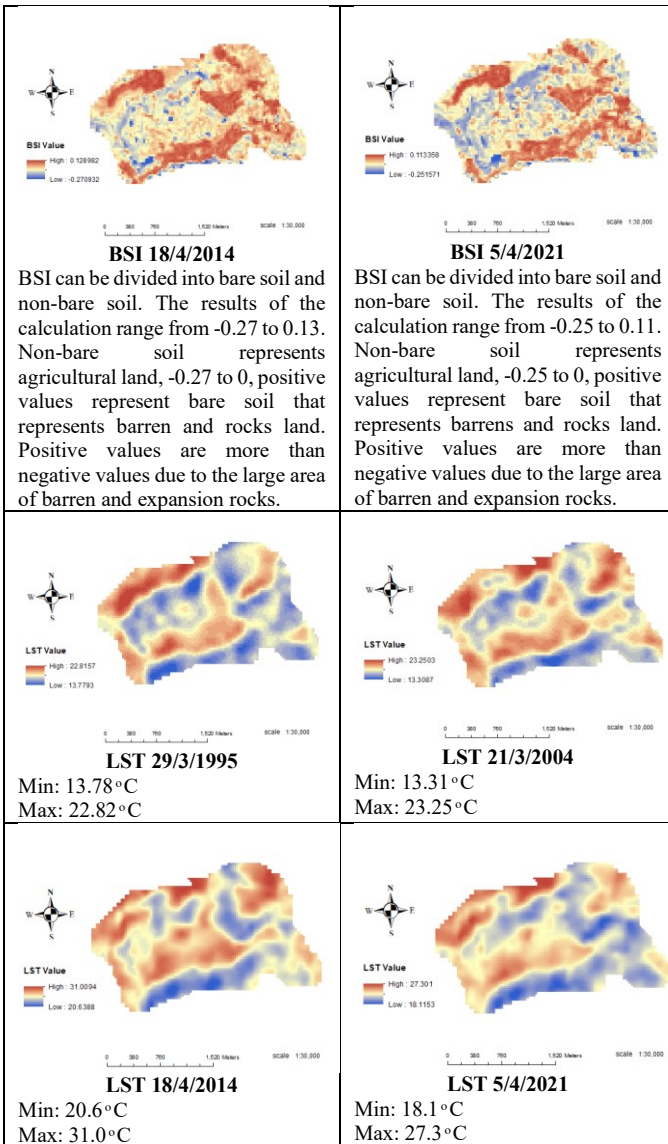 N
W E
S
BSI Value
High : 0.128982
Low : -0.270932
0 380 760 1,520 Meters scale 1:30,000
BSI 18/4/2014
BSI can be divided into bare soil and
non-bare soil. The results of the
calculation range from -0.27 to 0.13.
Non-bare soil represents
agricultural land, -0.27 to 0, positive
values represent bare soil that
represents barren and rocks land.
Positive values are more than
negative values due to the large area
of barren and expansion rocks.
N
W E
S
BSI Value
High : 0.113358
Low : -0.251571
0 380 760 1,520 Meters scale 1:30,000
BSI 5/4/2021
BSI can be divided into bare soil and
non-bare soil. The results of the
calculation range from -0.25 to 0.11.
Non-bare soil represents
agricultural land, -0.25 to 0, positive
values represent bare soil that
represents barrens and rocks land.
Positive values are more than
negative values due to the large area
of barren and expansion rocks.
N
W E
S
LST Value
High : 22.8157
Low : 13.7793
0 380 760 1,520 Meters scale 1:30,000
LST 29/3/1995
Min: 13.78°C
Max: 22.82°C
N
W E
S
LST Value
High : 23.2503
Low : 13.3087
0 380 760 1,520 Meters scale 1:30,000
LST 21/3/2004
Min: 13.31°C
Max: 23.25°C
N
W E
S
LST Value
High : 31.0094
Low : 20.6388
0 380 760 1,520 Meters scale 1:30,000
LST 18/4/2014
Min: 20.6°C
Max: 31.0°C
N
W E
S
LST Value
High : 27.301
Low : 18.1153
0 380 760 1,520 Meters scale 1:30,000
LST 5/4/2021
Min: 18.1°C
Max: 27.3°C